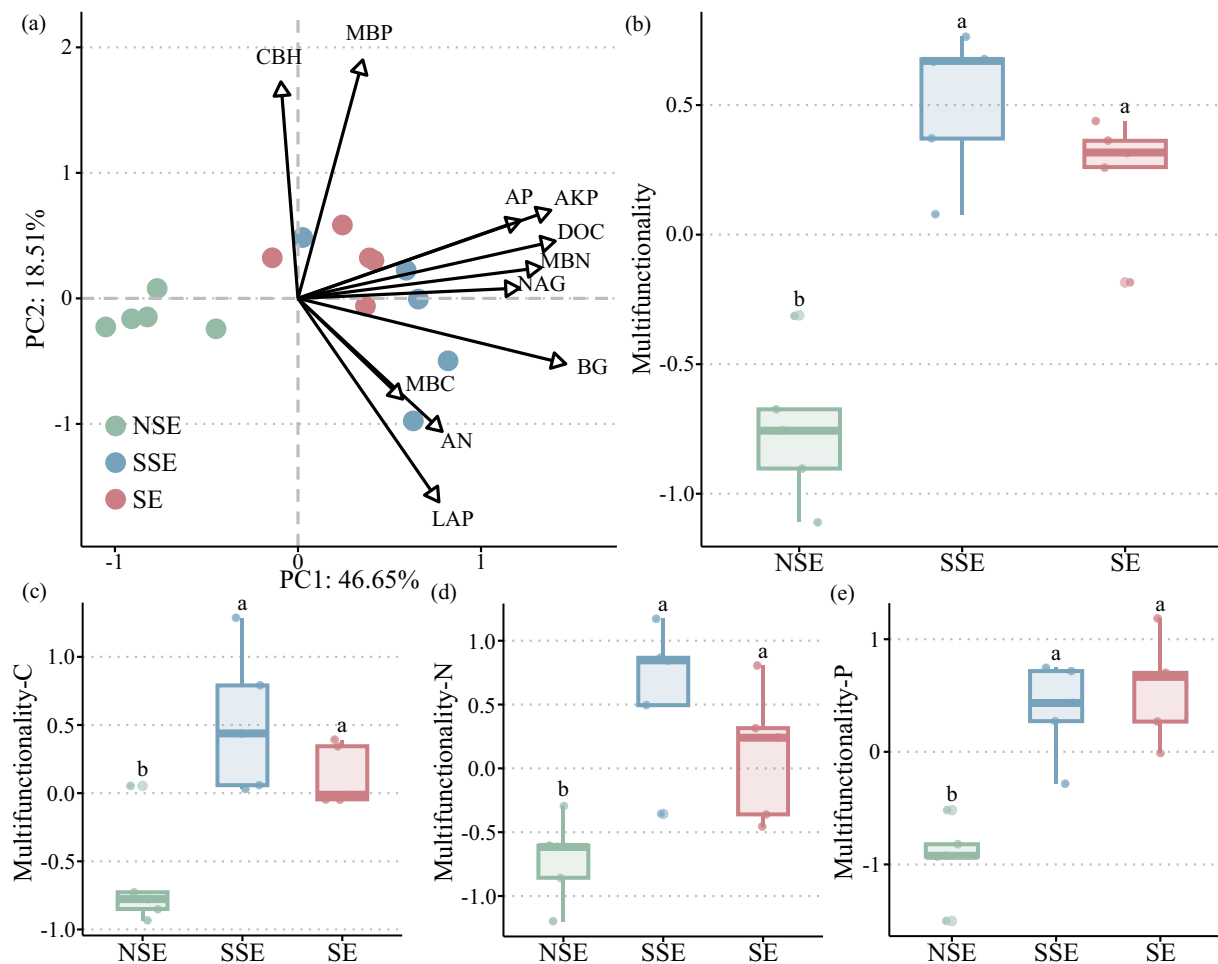 (a)
MBP
CBH
2
1
0
-1
PC2: 18.51%
AP
AKP
DOC
MBN
NAG
BG
MBC
AN
LAP
NSE
SSE
SE
-1
0
1
PC1: 46.65%
(b)
Multifunctionality
0.5
0.0
-0.5
-1.0
b
a
a
NSE
SSE
SE
(c)
Multifunctionality-C
1.0
0.5
0.0
-0.5
-1.0
b
a
a
NSE
SSE
SE
(d)
Multifunctionality-N
1.0
0.5
0.0
-0.5
-1.0
b
a
a
NSE
SSE
SE
(e)
Multifunctionality-P
1
0
-1
b
a
a
NSE
SSE
SE